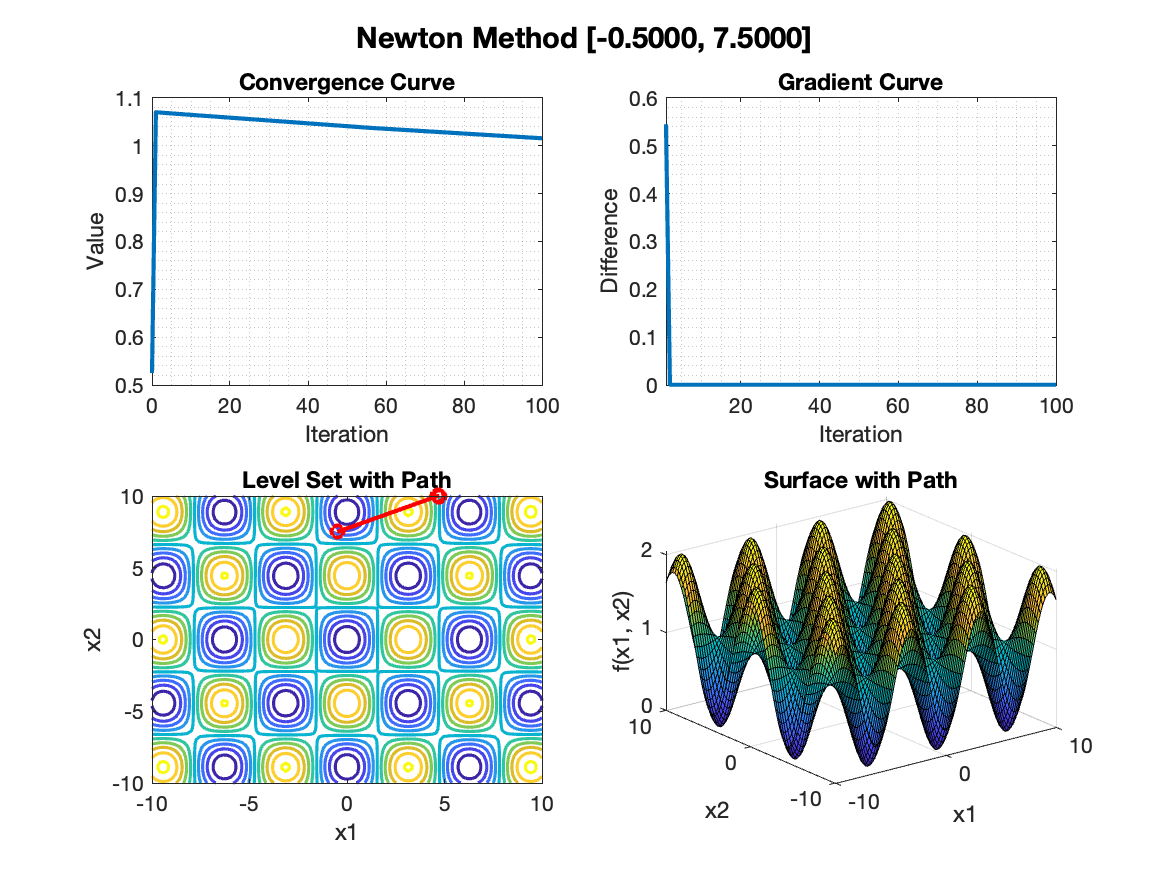 Newton Method [-0.5000, 7.5000]
Convergence Curve
1.1
1
0.9
0.8
0.7
0.6
0.5
Value
0 20 40 60 80 100
Iteration
Gradient Curve
0.6
0.5
0.4
0.3
0.2
0.1
0
Difference
20 40 60 80 100
Iteration
Level Set with Path
10
5
0
-5
-10
x2
-10 -5 0 5 10
x1
Surface with Path
2
1
0
f(x1, x2)
10
0
-10
x2
-10
0
10
x1